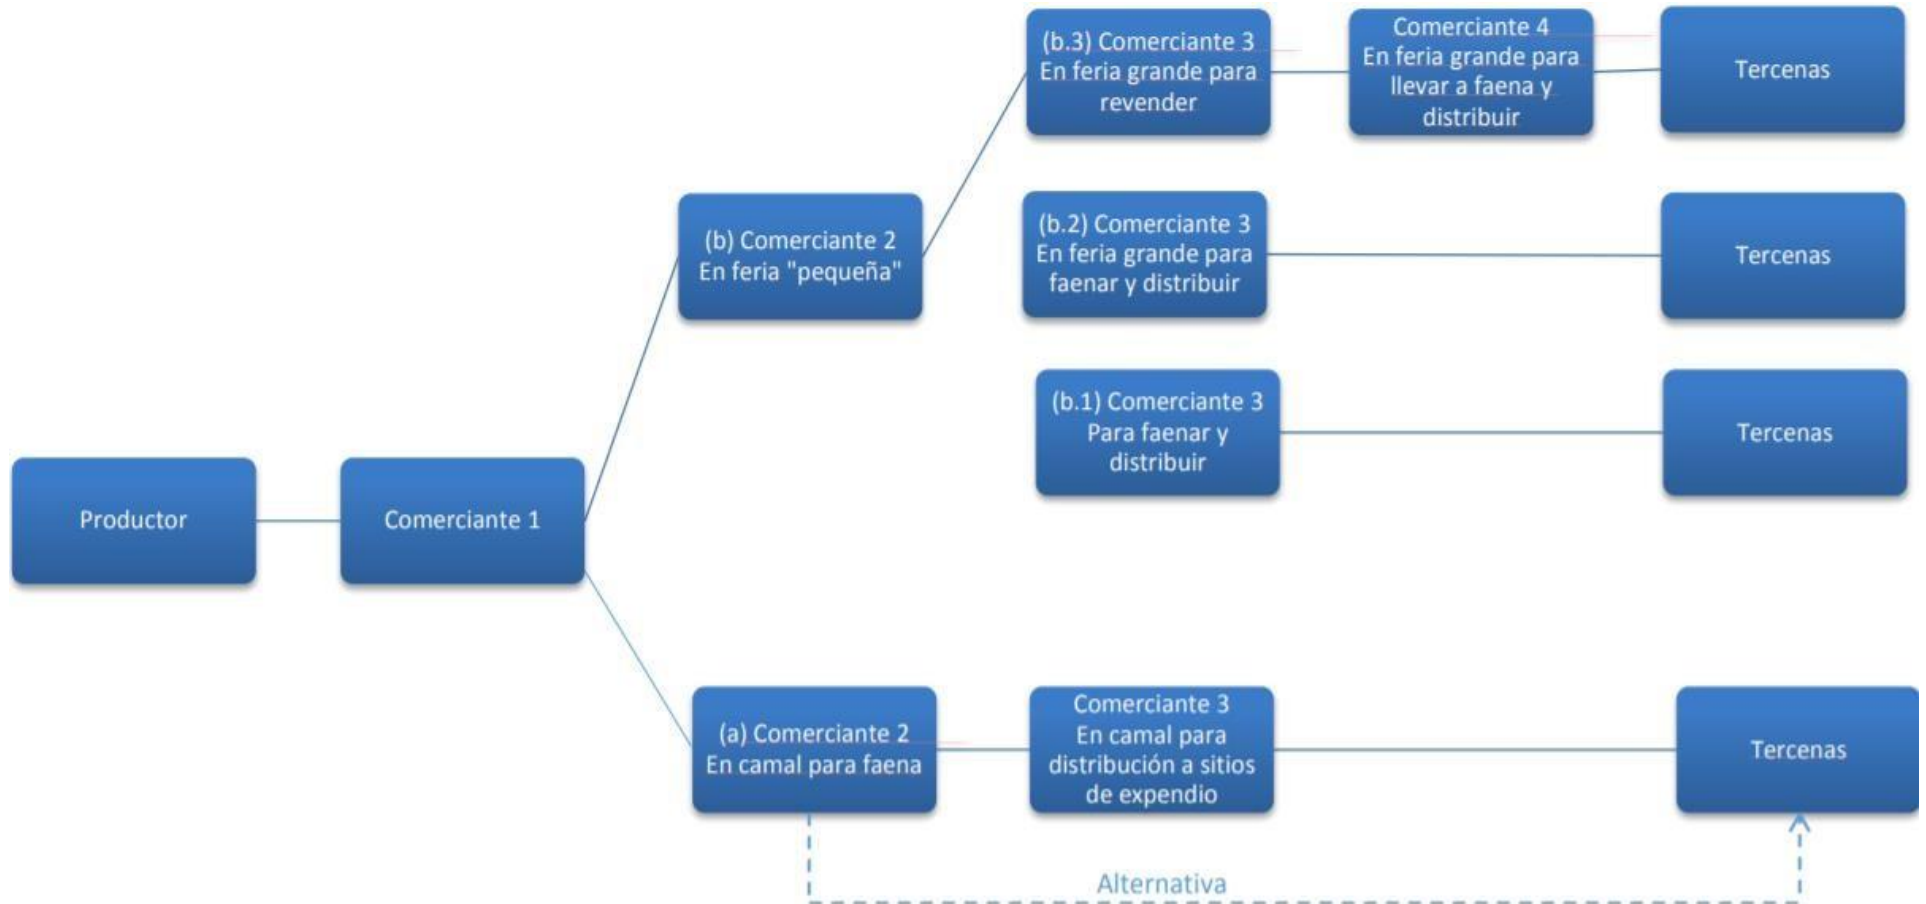 (b.3) Comerciante 3
En feria grande para
revender
Comerciante 4
En feria grande para
llevar a faena y
distribuir
Tercenas
(b) Comerciante 2
En feria "pequeña"
(b.2) Comerciante 3
En feria grande para
faenar y distribuir
Tercenas
(b.1) Comerciante 3
Para faenar y
distribuir
Tercenas
Productor
Comerciante 1
(a) Comerciante 2
En camal para faena
Comerciante 3
En camal para
distribución a sitios
de expendio
Tercenas
Alternativa